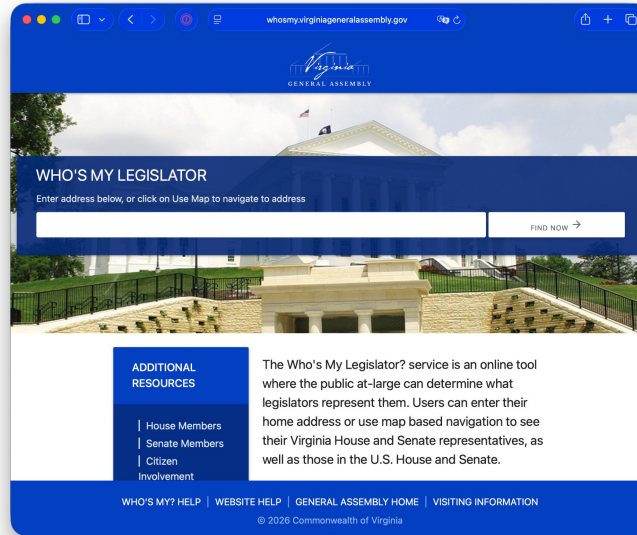 whosmy.virginiageneralassembly.gov
Virginia
GENERAL ASSEMBLY
WHO'S MY LEGISLATOR
Enter address below, or click on Use Map to navigate to address
FIND NOW →
ADDITIONAL
RESOURCES
House Members
Senate Members
Citizen
Involvement
The Who's My Legislator? service is an online tool
where the public at-large can determine what
legislators represent them. Users can enter their
home address or use map based navigation to see
their Virginia House and Senate representatives, as
well as those in the U.S. House and Senate.
WHO'S MY? HELP | WEBSITE HELP | GENERAL ASSEMBLY HOME | VISITING INFORMATION
© 2026 Commonwealth of Virginia